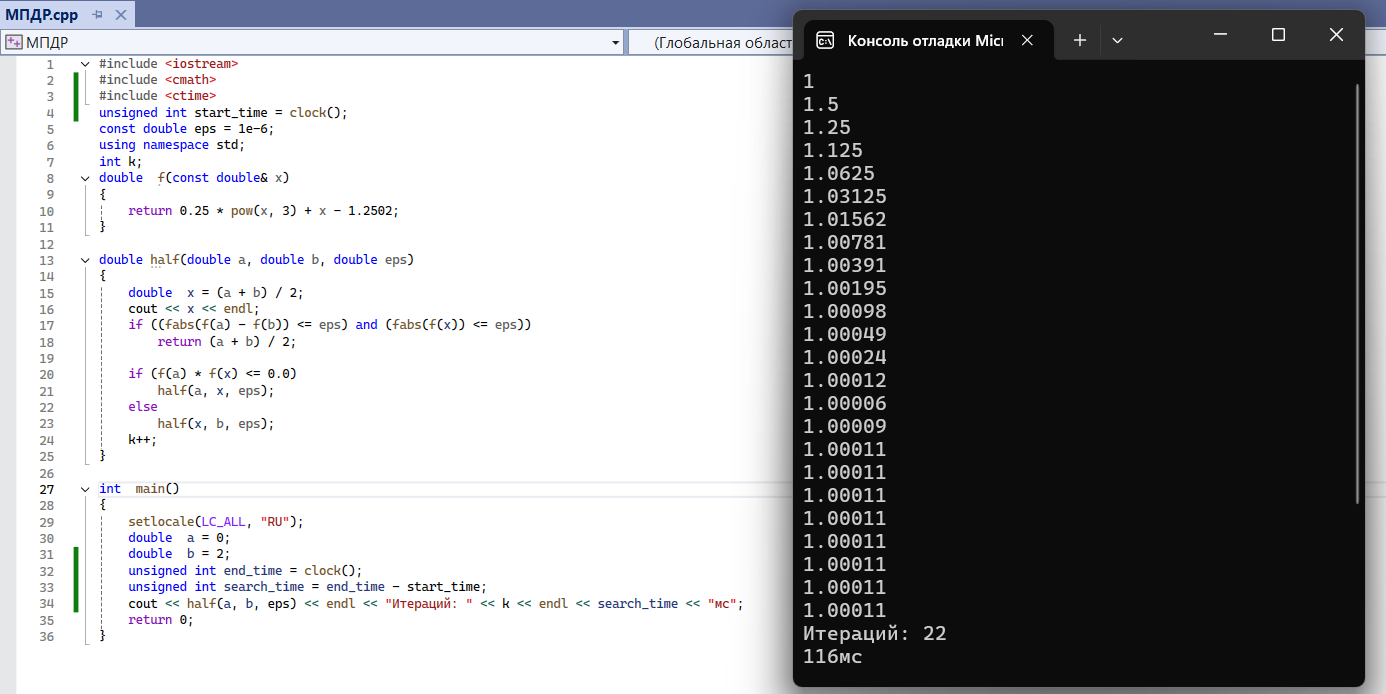 МПДР.cpp
МПДР
(Глобальная област
1 #include <iostream>
2 #include <cmath>
3 #include <ctime>
4 unsigned int start_time = clock();
5 const double eps = 1e-6;
6 using namespace std;
7 int k;
8 double  f(const double& x)
9 {
10     return 0.25 * pow(x, 3) + x - 1.2502;
11 }
12
13 double half(double a, double b, double eps)
14 {
15     double  x = (a + b) / 2;
16     cout << x << endl;
17     if ((fabs(f(a) - f(b)) <= eps) and (fabs(f(x)) <= eps))
18         return (a + b) / 2;
19
20     if (f(a) * f(x) <= 0.0)
21         half(a, x, eps);
22     else
23         half(x, b, eps);
24     k++;
25 }
26
27 int  main()
28 {
29     setlocale(LC_ALL, "RU");
30     double  a = 0;
31     double  b = 2;
32     unsigned int end_time = clock();
33     unsigned int search_time = end_time - start_time;
34     cout << half(a, b, eps) << endl << "Итераций: " << k << endl << search_time << "мс";
35     return 0;
36 }
Консоль отладки Micr
1
1.5
1.25
1.125
1.0625
1.03125
1.01562
1.00781
1.00391
1.00195
1.00098
1.00049
1.00024
1.00012
1.00006
1.00009
1.00011
1.00011
1.00011
1.00011
1.00011
1.00011
1.00011
1.00011
Итераций: 22
116мс